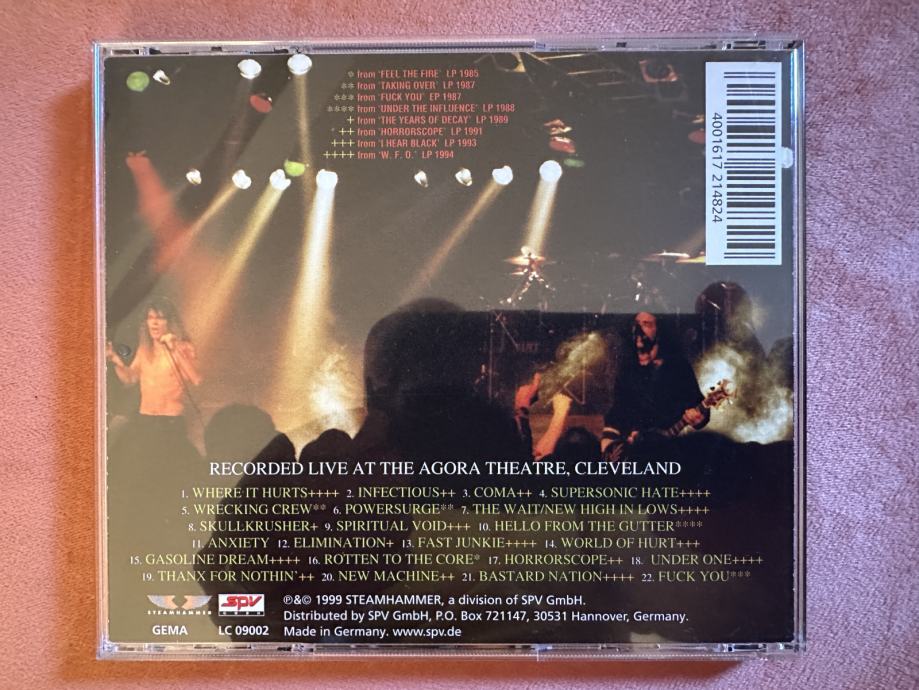 * from 'FEEL THE FIRE' LP 1985
** from 'TAKING OVER' LP 1987
*** from 'FUCK YOU' EP 1987
**** from 'UNDER THE INFLUENCE' LP 1988
+ from 'THE YEARS OF DECAY' LP 1989
++ from 'HORRORSCOPE' LP 1991
+++ from 'I HEAR BLACK' LP 1993
++++ from 'W. F. O.' LP 1994
4001617 214824
RECORDED LIVE AT THE AGORA THEATRE, CLEVELAND
1. WHERE IT HURTS++++ 2. INFECTIOUS++ 3. COMA++ 4. SUPERSONIC HATE++++
5. WRECKING CREW** 6. POWERSURGE** 7. THE WAIT/NEW HIGH IN LOWS++++
8. SKULLKRUSHER+ 9. SPIRITUAL VOID+++ 10. HELLO FROM THE GUTTER****
11. ANXIETY 12. ELIMINATION+ 13. FAST JUNKIE++++ 14. WORLD OF HURT+++
15. GASOLINE DREAM++++ 16. ROTTEN TO THE CORE* 17. HORRORSCOPE++ 18. UNDER ONE++++
19. THANX FOR NOTHIN'++ 20. NEW MACHINE++ 21. BASTARD NATION++++ 22. FUCK YOU***
STEAMHAMMER
SPV
GEMA LC 09002
℗&© 1999 STEAMHAMMER, a division of SPV GmbH.
Distributed by SPV GmbH, P.O. Box 721147, 30531 Hannover, Germany.
Made in Germany. www.spv.de